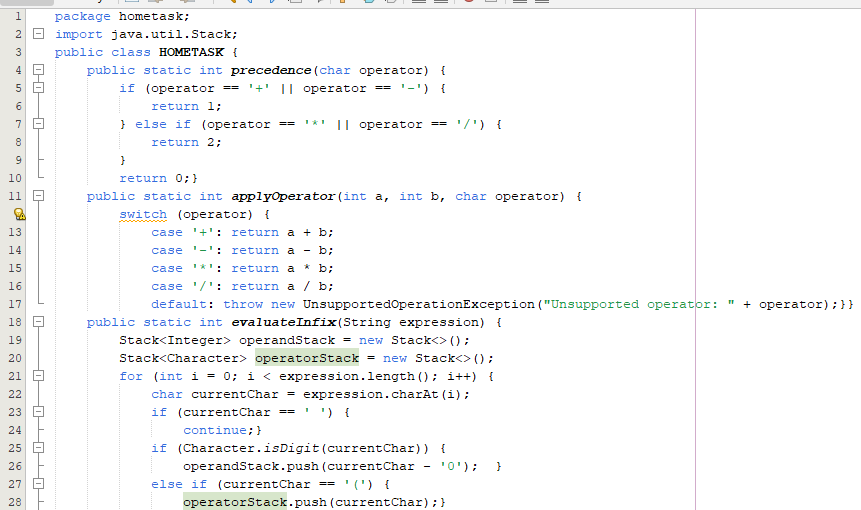 1 package hometask;
2 import java.util.Stack;
3 public class HOMETASK {
4 public static int precedence(char operator) {
5 if (operator == '+' || operator == '-') {
6 return 1;
7 } else if (operator == '*' || operator == '/') {
8 return 2;
9 }
10 return 0;}
11 public static int applyOperator(int a, int b, char operator) {
switch (operator) {
13 case '+': return a + b;
14 case '-': return a - b;
15 case '*': return a * b;
16 case '/': return a / b;
17 default: throw new UnsupportedOperationException("Unsupported operator: " + operator);}}
18 public static int evaluateInfix(String expression) {
19 Stack<Integer> operandStack = new Stack<>();
20 Stack<Character> operatorStack = new Stack<>();
21 for (int i = 0; i < expression.length(); i++) {
22 char currentChar = expression.charAt(i);
23 if (currentChar == ' ') {
24 continue;}
25 if (Character.isDigit(currentChar)) {
26 operandStack.push(currentChar - '0'); }
27 else if (currentChar == '(') {
28 operatorStack.push(currentChar);}